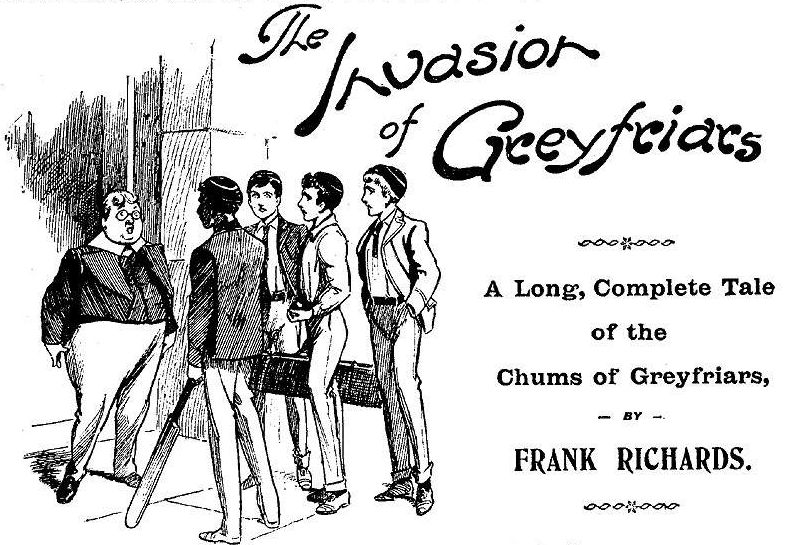 The
Invasion
of Greyfriars
A Long, Complete Tale
of the
Chums of Greyfriars,
— BY —
FRANK RICHARDS.